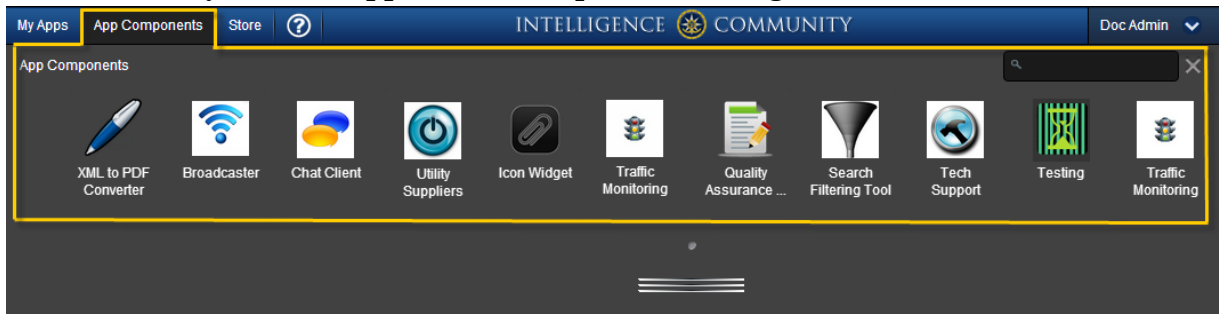 My Apps App Components Store ? INTELLIGENCE COMMUNITY Doc Admin
App Components
XML to PDF Converter
Broadcaster
Chat Client
Utility Suppliers
Icon Widget
Traffic Monitoring
Quality Assurance ...
Search Filtering Tool
Tech Support
Testing
Traffic Monitoring